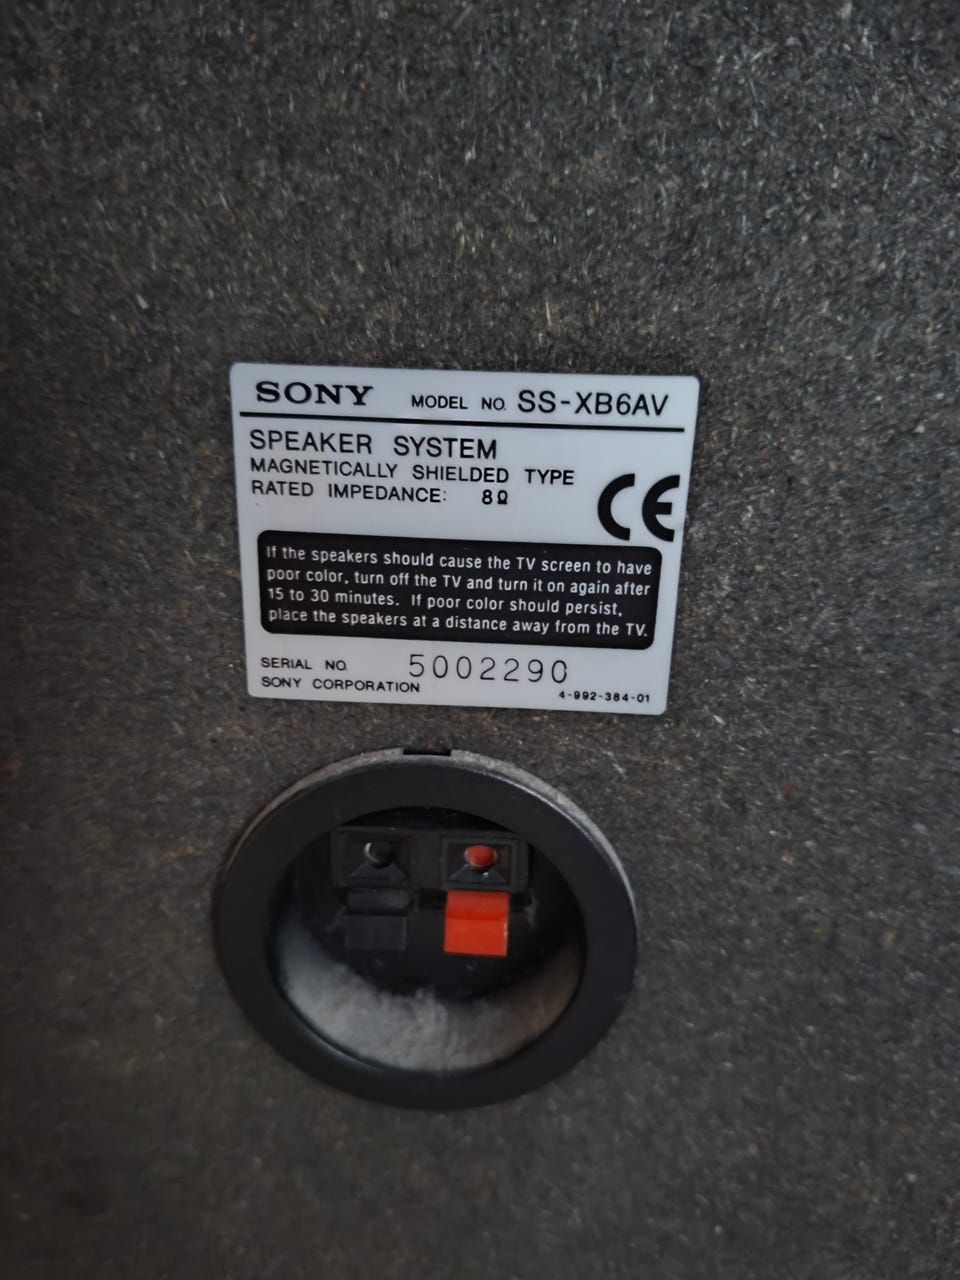 SONY MODEL NO. SS-XB6AV
SPEAKER SYSTEM
MAGNETICALLY SHIELDED TYPE
RATED IMPEDANCE: 8Ω
CE
If the speakers should cause the TV screen to have
poor color, turn off the TV and turn it on again after
15 to 30 minutes. If poor color should persist,
place the speakers at a distance away from the TV.
SERIAL NO. 5002290
SONY CORPORATION 4-992-384-01